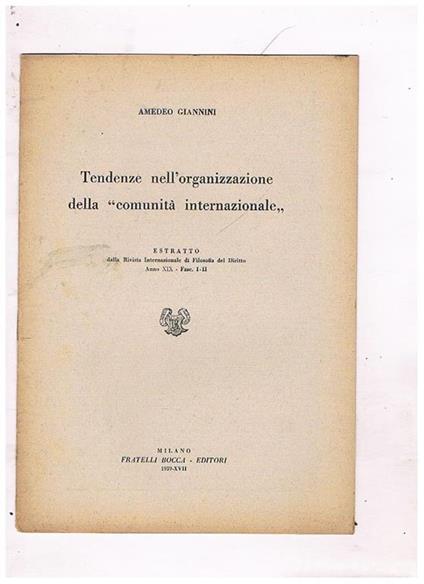 AMEDEO GIANNINI
Tendenze nell'organizzazione
della “comunità internazionale„
ESTRATTO
dalla Rivista Internazionale di Filosofia del Diritto
Anno XIX - Fasc. I-II
MILANO
FRATELLI BOCCA - EDITORI
1939-XVII